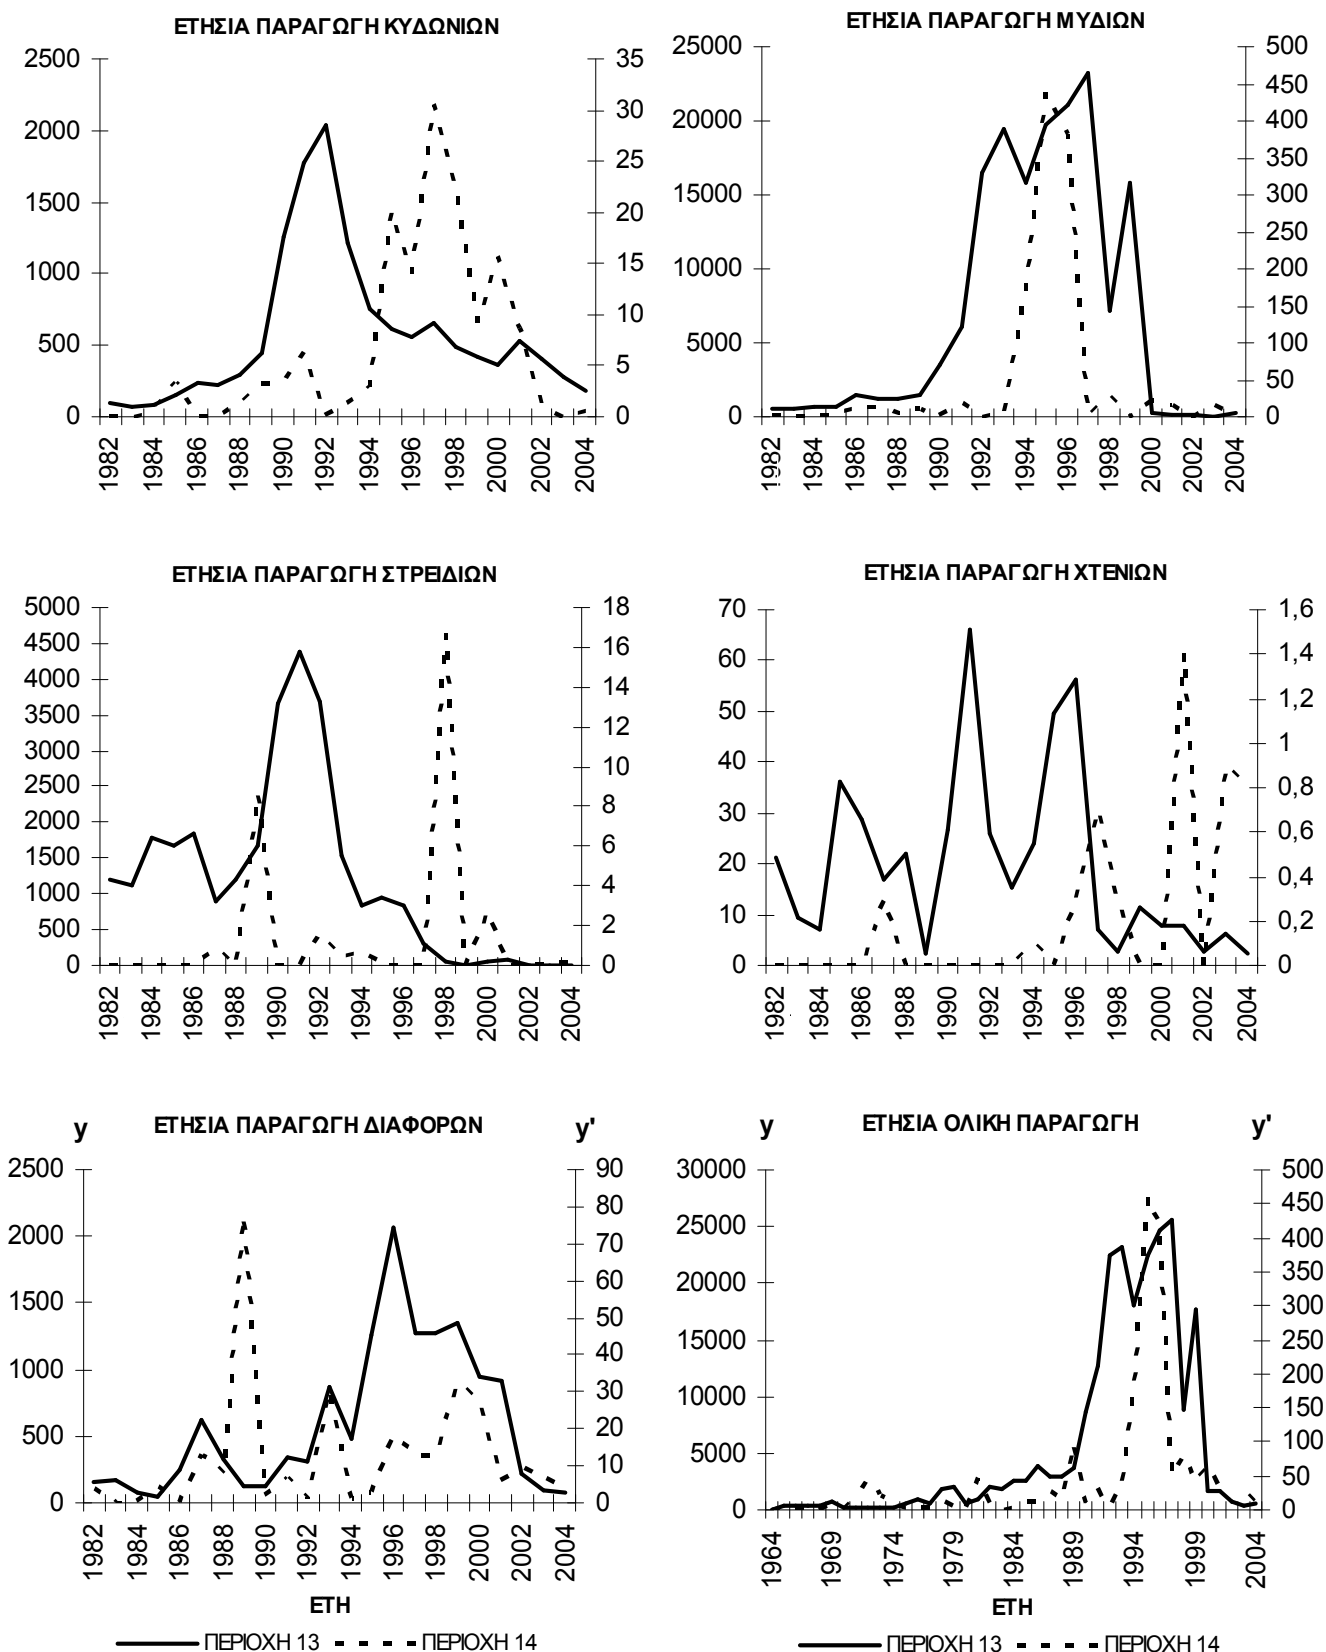 ΕΤΗΣΙΑ ΠΑΡΑΓΩΓΗ ΚΥΔΩΝΙΩΝ
2500 2000 1500 1000 500 0
35 30 25 20 15 10 5 0
1982 1984 1986 1988 1990 1992 1994 1996 1998 2000 2002 2004
ΕΤΗΣΙΑ ΠΑΡΑΓΩΓΗ ΜΥΔΙΩΝ
25000 20000 15000 10000 5000 0
500 450 400 350 300 250 200 150 100 50 0
1982 1984 1986 1988 1990 1992 1994 1996 1998 2000 2002 2004
ΕΤΗΣΙΑ ΠΑΡΑΓΩΓΗ ΣΤΡΕΙΔΙΩΝ
5000 4500 4000 3500 3000 2500 2000 1500 1000 500 0
18 16 14 12 10 8 6 4 2 0
1982 1984 1986 1988 1990 1992 1994 1996 1998 2000 2002 2004
ΕΤΗΣΙΑ ΠΑΡΑΓΩΓΗ ΧΤΕΝΙΩΝ
70 60 50 40 30 20 10 0
1,6 1,4 1,2 1 0,8 0,6 0,4 0,2 0
1982 1984 1986 1988 1990 1992 1994 1996 1998 2000 2002 2004
y ΕΤΗΣΙΑ ΠΑΡΑΓΩΓΗ ΔΙΑΦΟΡΩΝ y'
2500 2000 1500 1000 500 0
90 80 70 60 50 40 30 20 10 0
1982 1984 1986 1988 1990 1992 1994 1996 1998 2000 2002 2004
ΕΤΗ
ΠΕΡΙΟΧΗ 13 ΠΕΡΙΟΧΗ 14
y ΕΤΗΣΙΑ ΟΛΙΚΗ ΠΑΡΑΓΩΓΗ y'
30000 25000 20000 15000 10000 5000 0
500 450 400 350 300 250 200 150 100 50 0
1964 1969 1974 1979 1984 1989 1994 1999 2004
ΕΤΗ
ΠΕΡΙΟΧΗ 13 ΠΕΡΙΟΧΗ 14